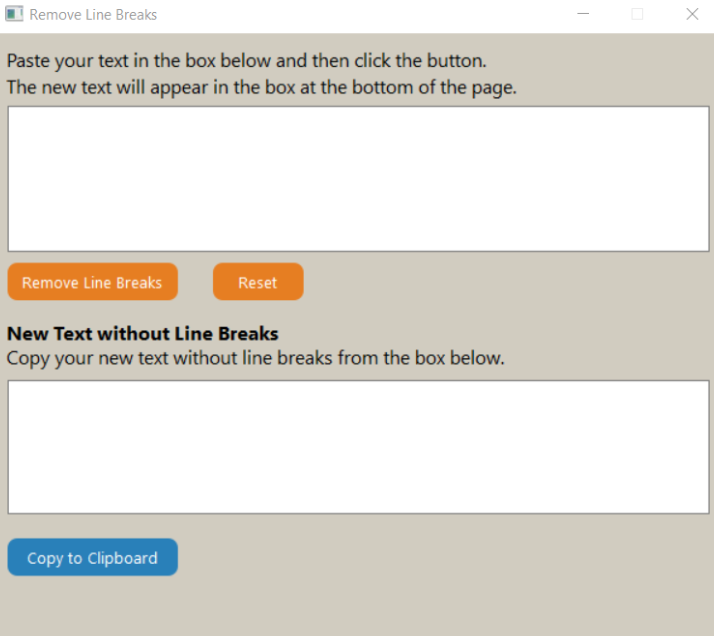 Remove Line Breaks
Paste your text in the box below and then click the button.
The new text will appear in the box at the bottom of the page.
Remove Line Breaks
Reset
New Text without Line Breaks
Copy your new text without line breaks from the box below.
Copy to Clipboard